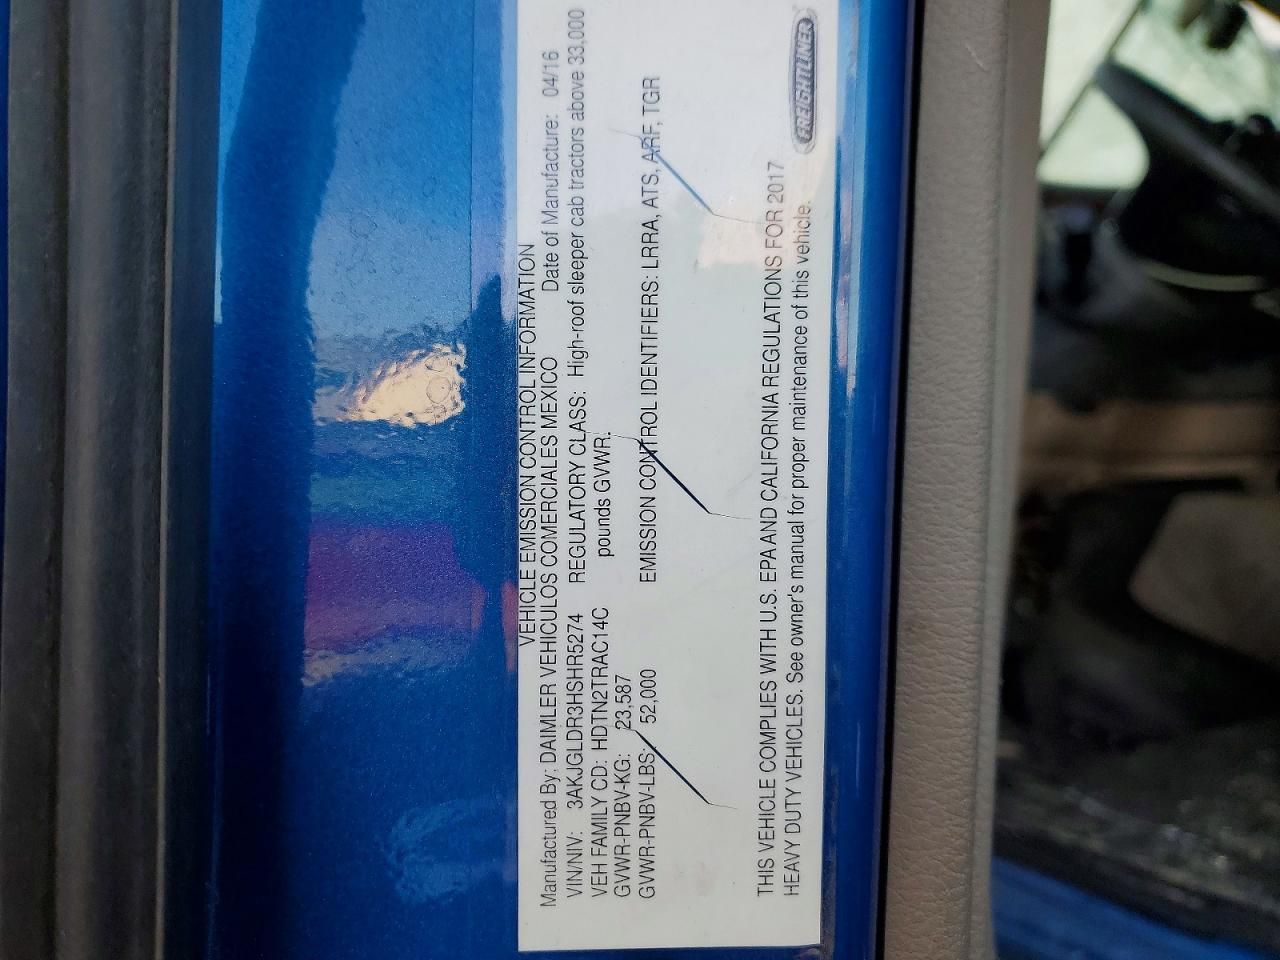 VEHICLE EMISSION CONTROL INFORMATION
Manufactured By: DAIMLER VEHICULOS COMERCIALES MEXICO Date of Manufacture: 04/16
VIN/NIV: 3AKJGLDR3HSHR5274 REGULATORY CLASS: High-roof sleeper cab tractors above 33,000
VEH FAMILY CD: HDTN2TRAC14C pounds GVWR.
GVWR-PNBV-KG: 23,587
GVWR-PNBV-LBS: 52,000 EMISSION CONTROL IDENTIFIERS: LRRA, ATS, ARF, TGR
THIS VEHICLE COMPLIES WITH U.S. EPA AND CALIFORNIA REGULATIONS FOR 2017
HEAVY DUTY VEHICLES. See owner's manual for proper maintenance of this vehicle.
FREIGHTLINER